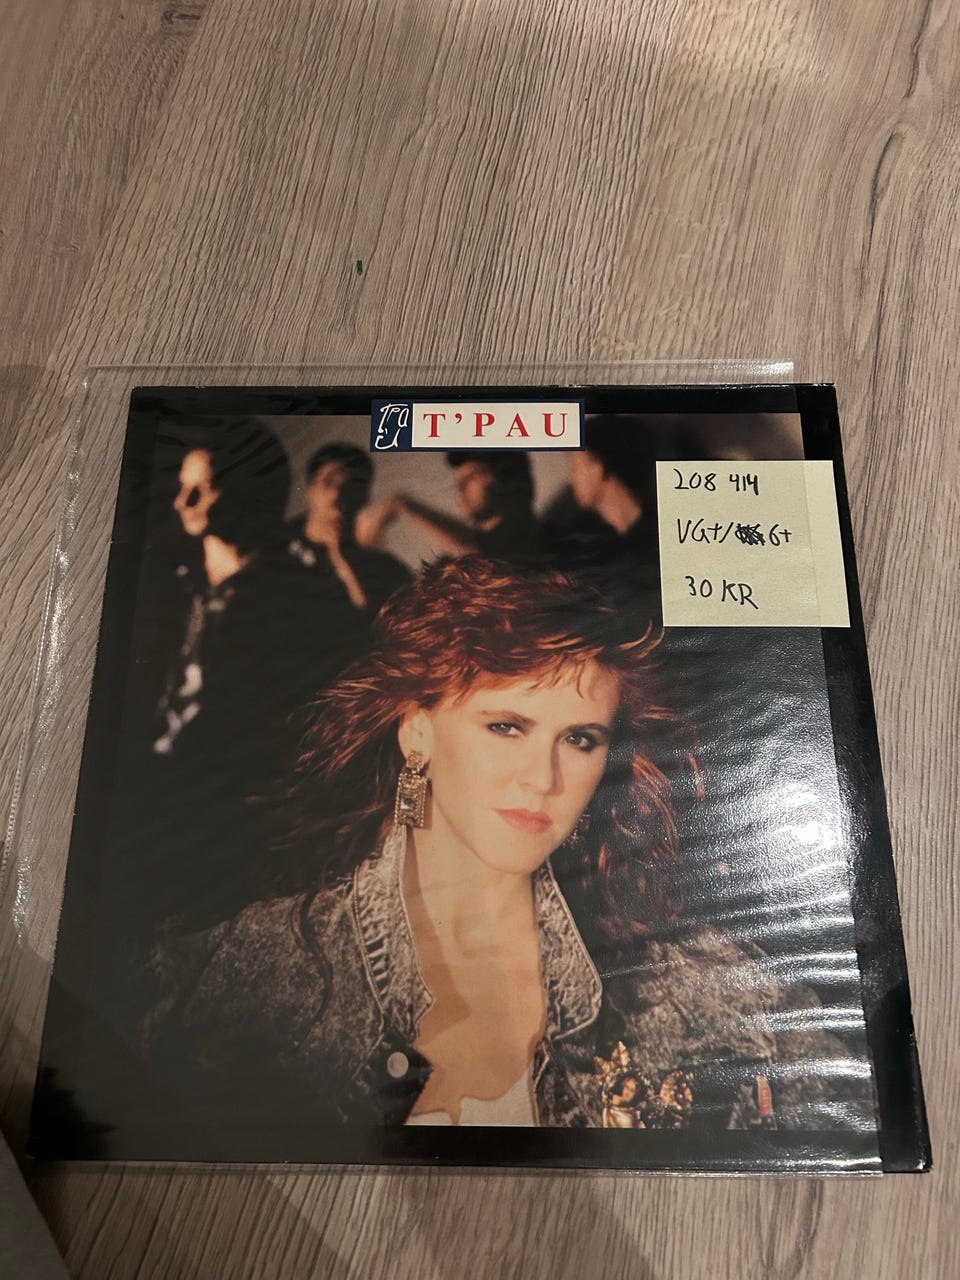 T'PAU
208 414
VG+/ G+
30 KR